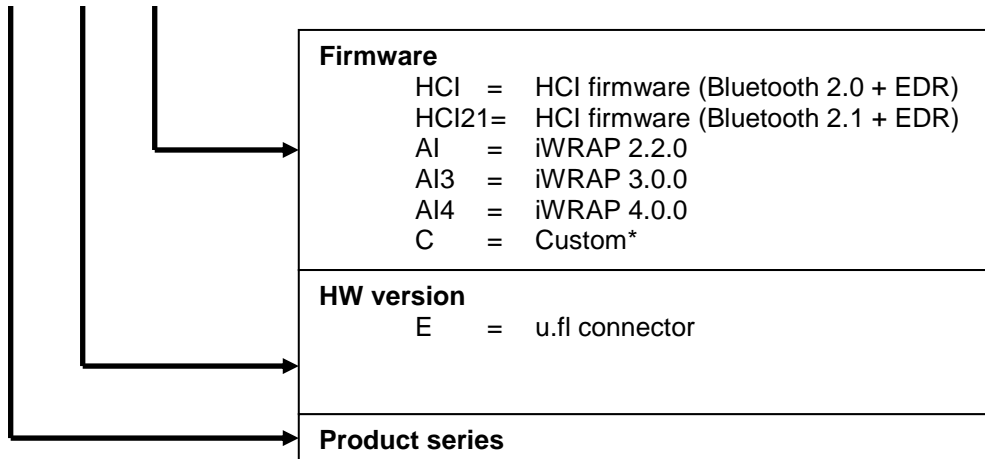 Firmware
HCI = HCI firmware (Bluetooth 2.0 + EDR)
HCI21= HCI firmware (Bluetooth 2.1 + EDR)
AI = iWRAP 2.2.0
AI3 = iWRAP 3.0.0
AI4 = iWRAP 4.0.0
C = Custom*
HW version
E = u.fl connector
Product series